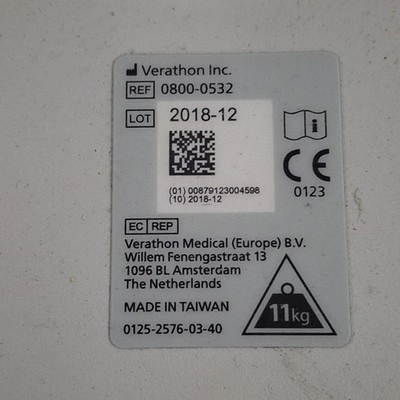 Verathon Inc.
REF 0800-0532
LOT 2018-12
(01) 00879123004598
(10) 2018-12
i
CE
0123
EC REP
Verathon Medical (Europe) B.V.
Willem Fenengastraat 13
1096 BL Amsterdam
The Netherlands
MADE IN TAIWAN
0125-2576-03-40
11kg